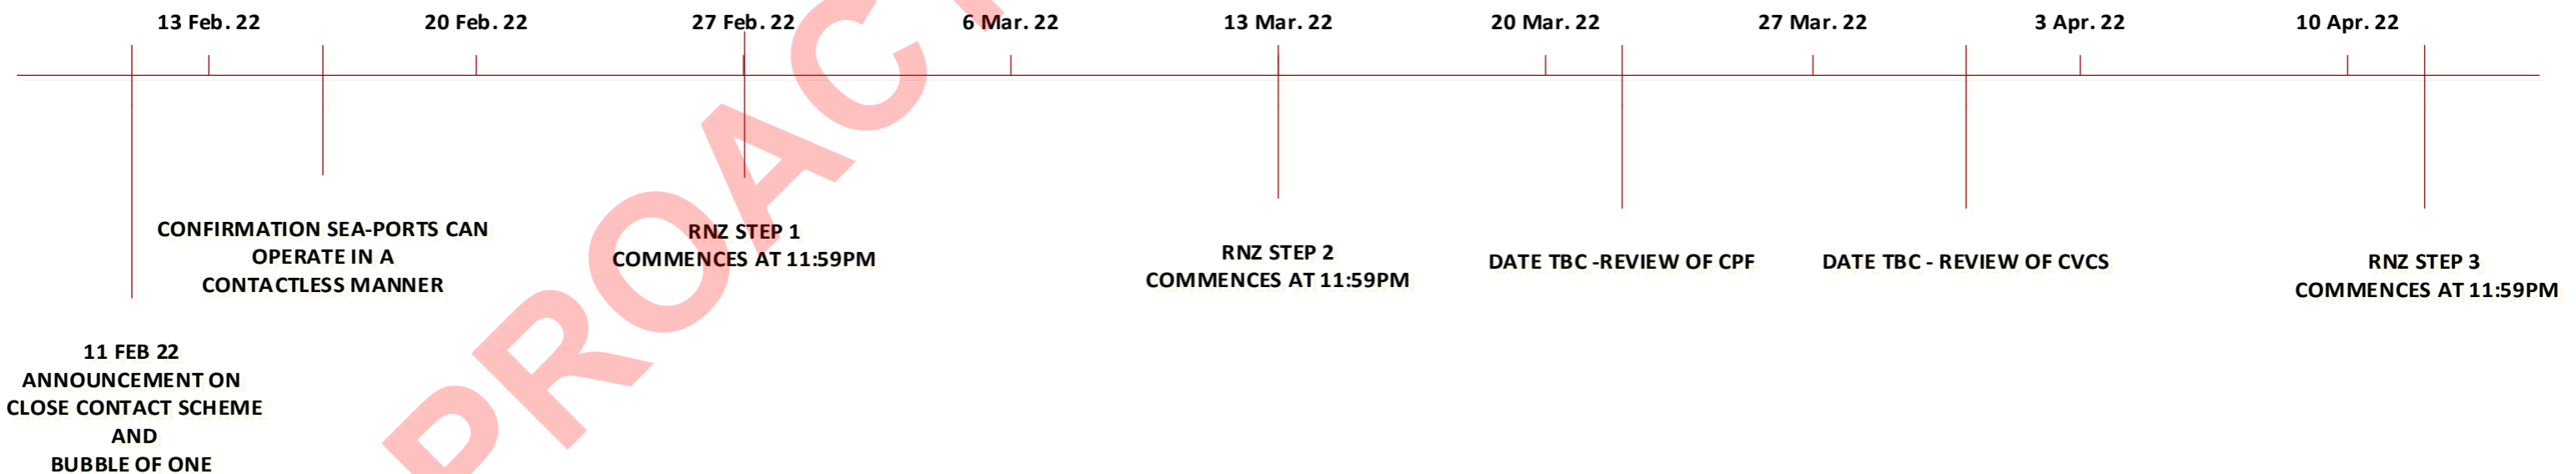 13 Feb. 22
20 Feb. 22
27 Feb. 22
6 Mar. 22
13 Mar. 22
20 Mar. 22
27 Mar. 22
3 Apr. 22
10 Apr. 22
CONFIRMATION SEA-PORTS CAN
OPERATE IN A
CONTACTLESS MANNER
RNZ STEP 1
COMMENCES AT 11:59PM
RNZ STEP 2
COMMENCES AT 11:59PM
DATE TBC -REVIEW OF CPF
DATE TBC - REVIEW OF CVCS
RNZ STEP 3
COMMENCES AT 11:59PM
11 FEB 22
ANNOUNCEMENT ON
CLOSE CONTACT SCHEME
AND
BUBBLE OF ONE
PROACT